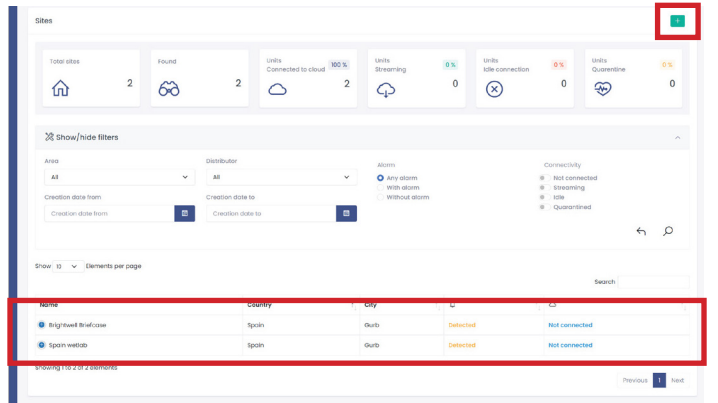 Sites
+
Total sites
2
Found
2
Units
Connected to cloud
100 %
2
Units
Streaming
0 %
0
Units
Idle connection
0 %
0
Units
Quarentine
0 %
0
Show/hide filters
Area
All
Distributor
All
Creation date from
Creation date from
Creation date to
Creation date to
Alarm
Any alarm
With alarm
Without alarm
Connectivity
Not connected
Streaming
Idle
Quarantined
Show 10 Elements per page
Search
Name Country City
Brightwell Briefcase Spain Gurb Detected Not connected
Spain wetlab Spain Gurb Detected Not connected
Showing 1 to 2 of 2 elements
Previous 1 Next